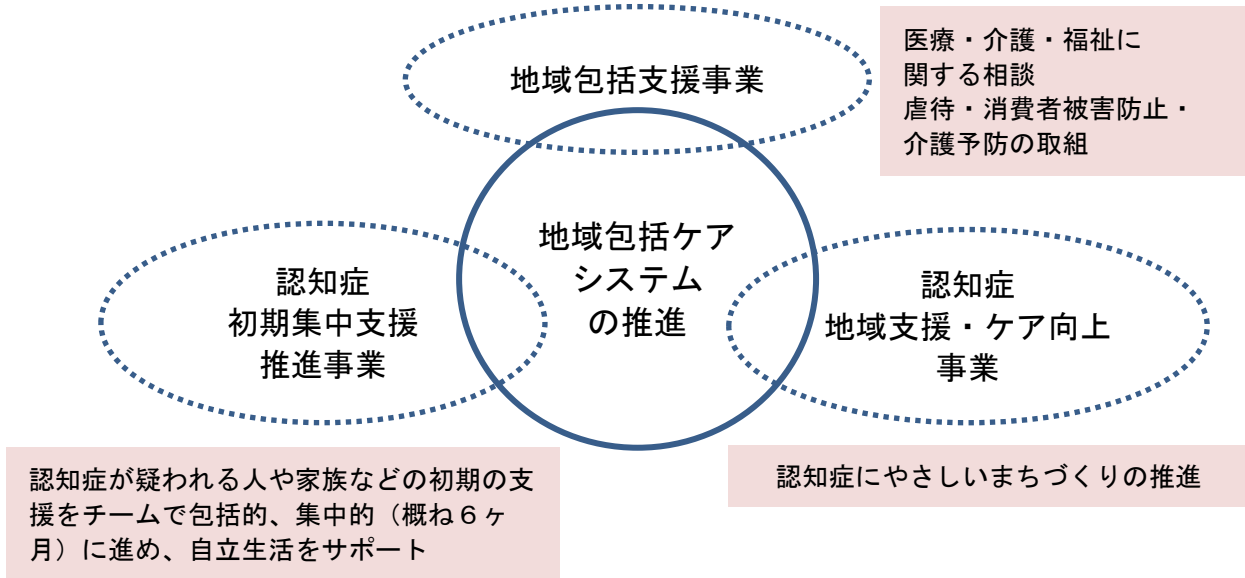 地域包括支援事業
医療・介護・福祉に
関する相談
虐待・消費者被害防止・
介護予防の取組
地域包括ケア
システム
の推進
認知症
初期集中支援
推進事業
認知症
地域支援・ケア向上
事業
認知症が疑われる人や家族などの初期の支
援をチームで包括的、集中的（概ね６ヶ
月）に進め、自立生活をサポート
認知症にやさしいまちづくりの推進